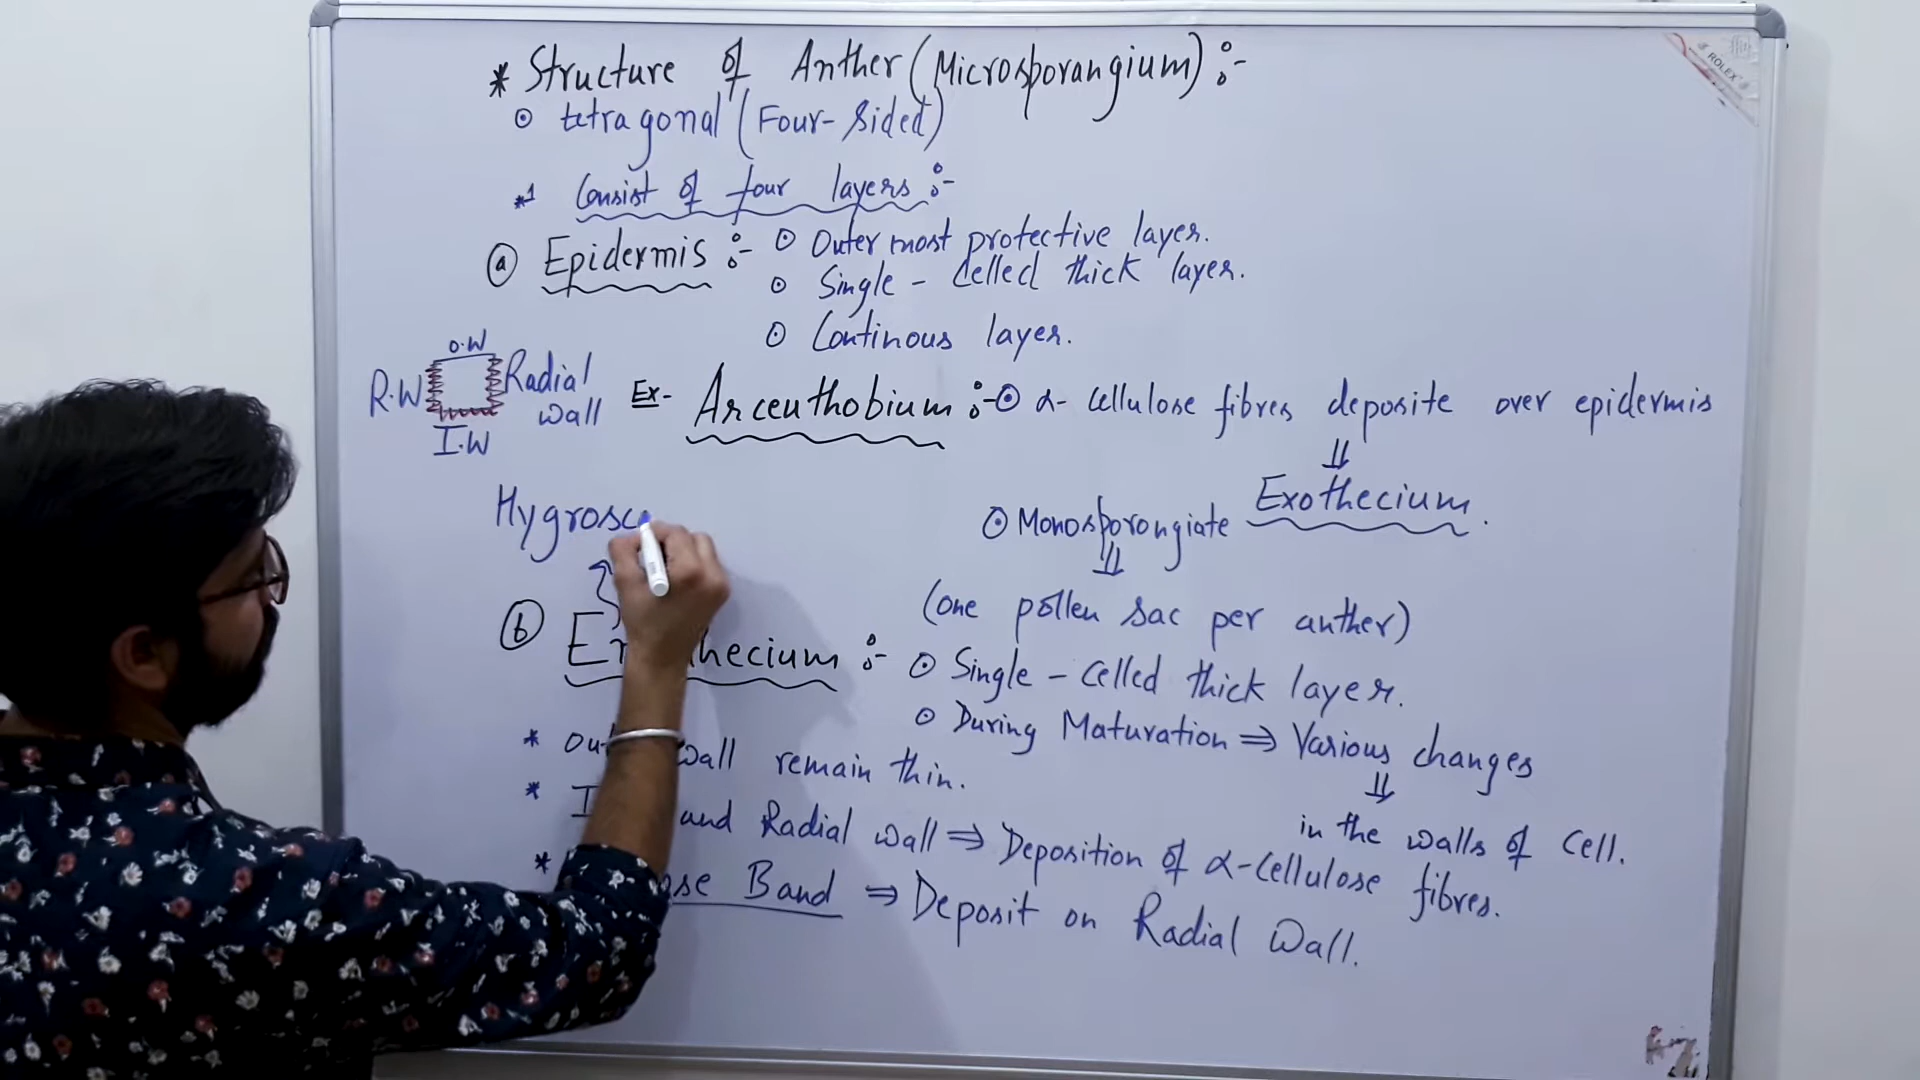 * Structure of Anther (Microsporangium) :-
⊙ tetragonal (Four-Sided)
*1 Consist of four layers :-
ⓐ Epidermis :- ⊙ Outer most protective layer.
⊙ Single - Celled thick layer.
⊙ Continous layer.
O.W
R.W Radial wall
I.W
Ex- Arceuthobium :- ⊙ α- cellulose fibres deposite over epidermis
⇓
Exothecium.
⊙ Monosporongiate
⇓
(one pollen sac per anther)
Hygrosc
ⓑ hecium :- ⊙ Single - Celled thick layer.
⊙ During Maturation ⇒ Various changes
⇓
in the walls of Cell.
* wall remain thin.
* and Radial wall ⇒ Deposition of α-Cellulose fibres.
* Band ⇒ Deposit on Radial Wall.
ROLEX